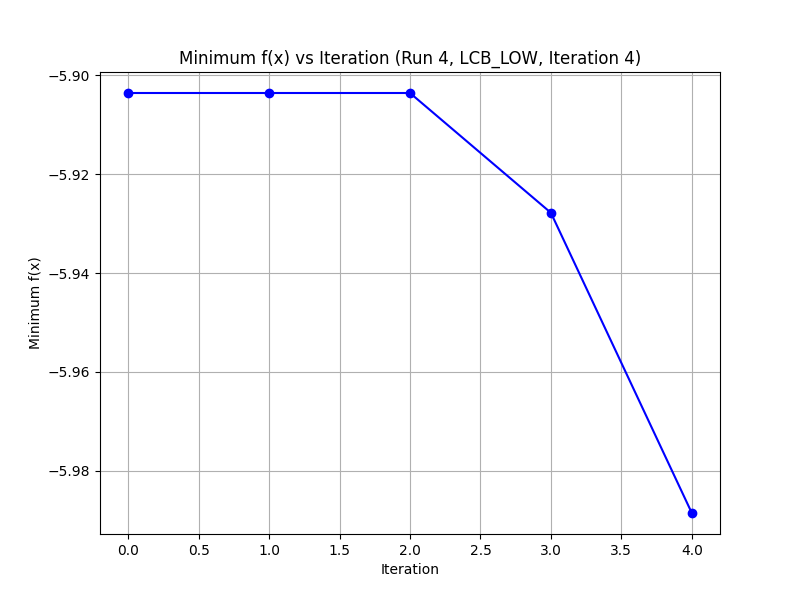 Minimum f(x) vs Iteration (Run 4, LCB_LOW, Iteration 4)
−5.90
−5.92
−5.94
−5.96
−5.98
Minimum f(x)
0.0 0.5 1.0 1.5 2.0 2.5 3.0 3.5 4.0
Iteration